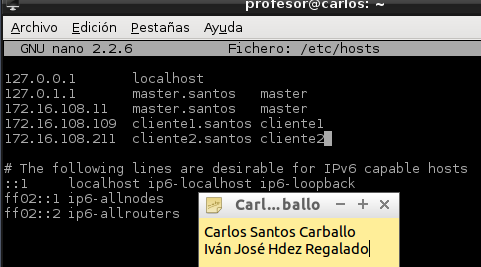 profesor@carlos: ~
Archivo Edición Pestañas Ayuda
GNU nano 2.2.6 Fichero: /etc/hosts
127.0.0.1 localhost
127.0.1.1 master.santos master
172.16.108.11 master.santos master
172.16.108.109 cliente1.santos cliente1
172.16.108.211 cliente2.santos cliente2
# The following lines are desirable for IPv6 capable hosts
::1 localhost ip6-localhost ip6-loopback
ff02::1 ip6-allnodes
ff02::2 ip6-allrouters
Carl...ballo
Carlos Santos Carballo
Iván José Hdez Regalado